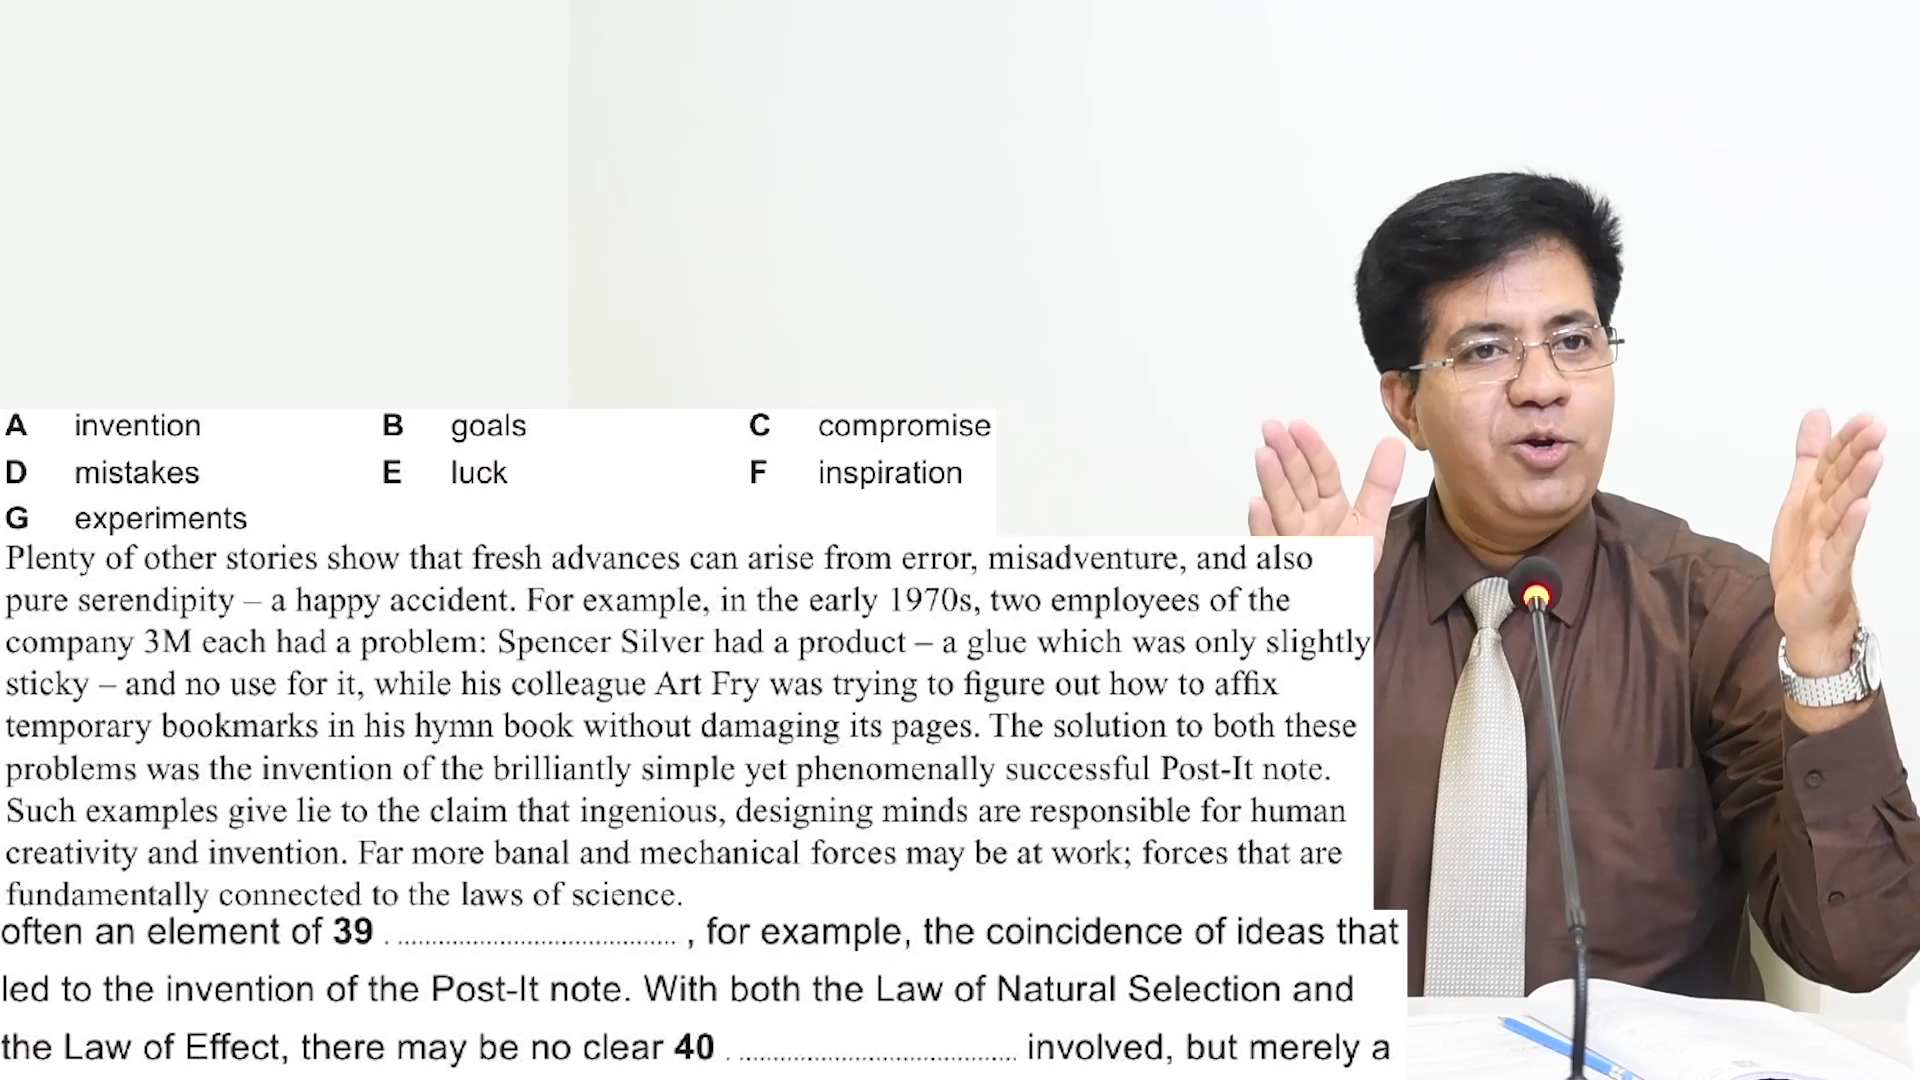 A invention B goals C compromise
D mistakes E luck F inspiration
G experiments
Plenty of other stories show that fresh advances can arise from error, misadventure, and also
pure serendipity – a happy accident. For example, in the early 1970s, two employees of the
company 3M each had a problem: Spencer Silver had a product – a glue which was only slightly
sticky – and no use for it, while his colleague Art Fry was trying to figure out how to affix
temporary bookmarks in his hymn book without damaging its pages. The solution to both these
problems was the invention of the brilliantly simple yet phenomenally successful Post-It note.
Such examples give lie to the claim that ingenious, designing minds are responsible for human
creativity and invention. Far more banal and mechanical forces may be at work; forces that are
fundamentally connected to the laws of science.
often an element of 39 ........................................ , for example, the coincidence of ideas that
led to the invention of the Post-It note. With both the Law of Natural Selection and
the Law of Effect, there may be no clear 40 ........................................ involved, but merely a